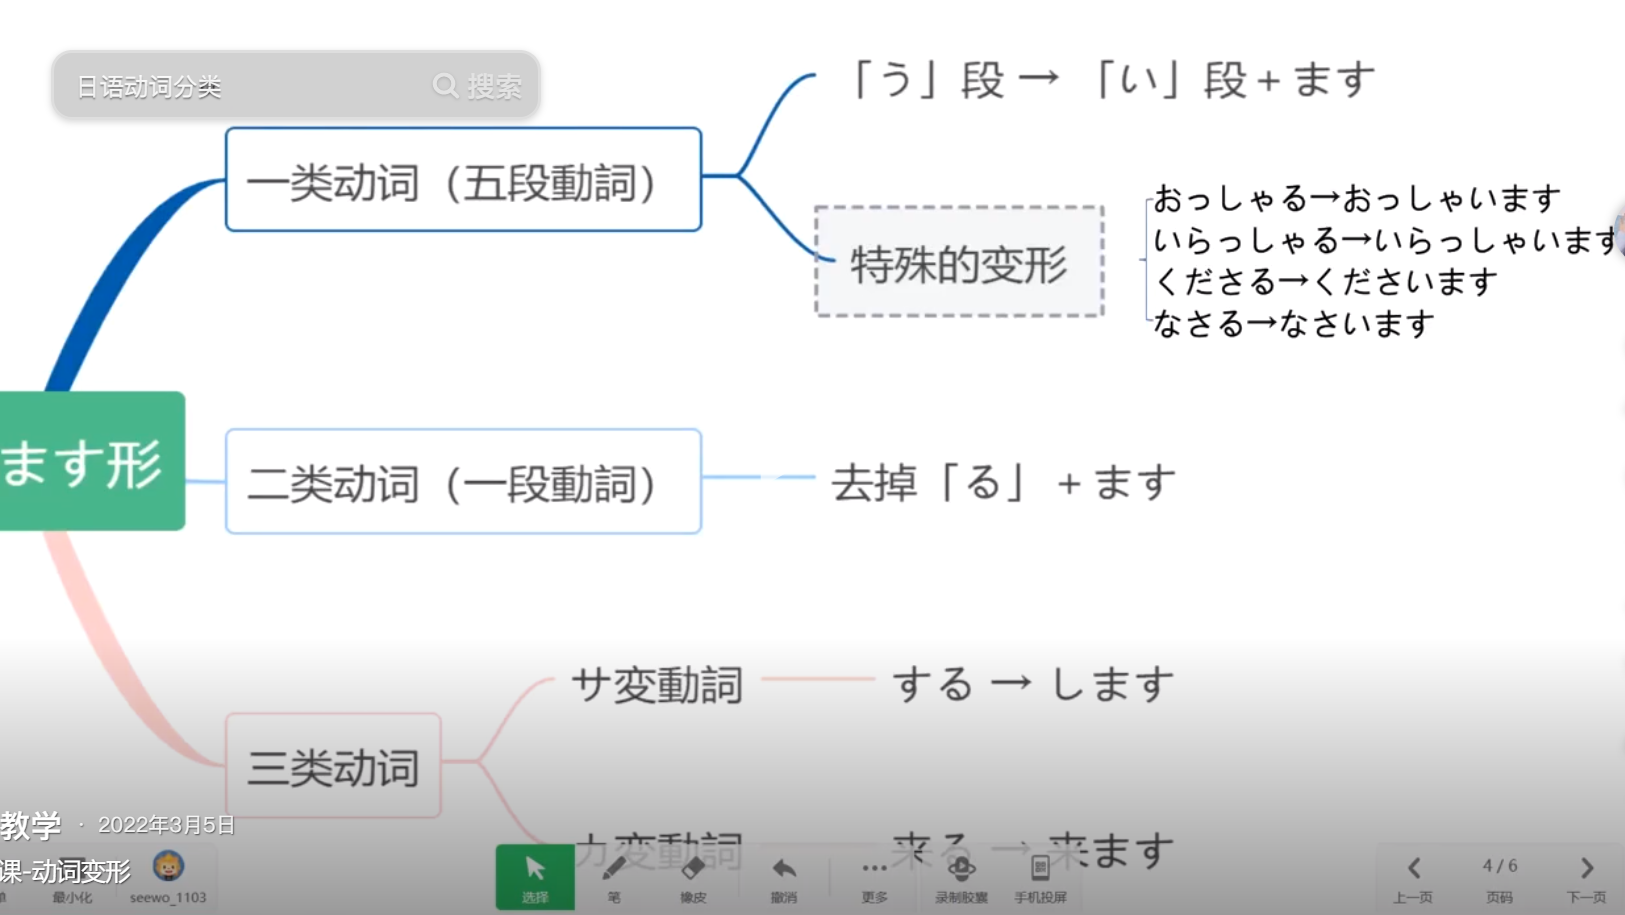 日语动词分类
搜索
「う」段 → 「い」段 + ます
一类动词（五段動詞）
特殊的变形
おっしゃる→おっしゃいます
いらっしゃる→いらっしゃいます
くださる→くださいます
なさる→なさいます
ます形
二类动词（一段動詞）
去掉「る」 + ます
サ変動詞
する → します
三类动词
カ変動詞
来る → 来ます
教学 · 2022年3月5日
课-动词变形
最小化
seewo_1103
选择
笔
橡皮
撤消
更多
录制胶囊
手机投屏
上一页
4 / 6
页码
下一页